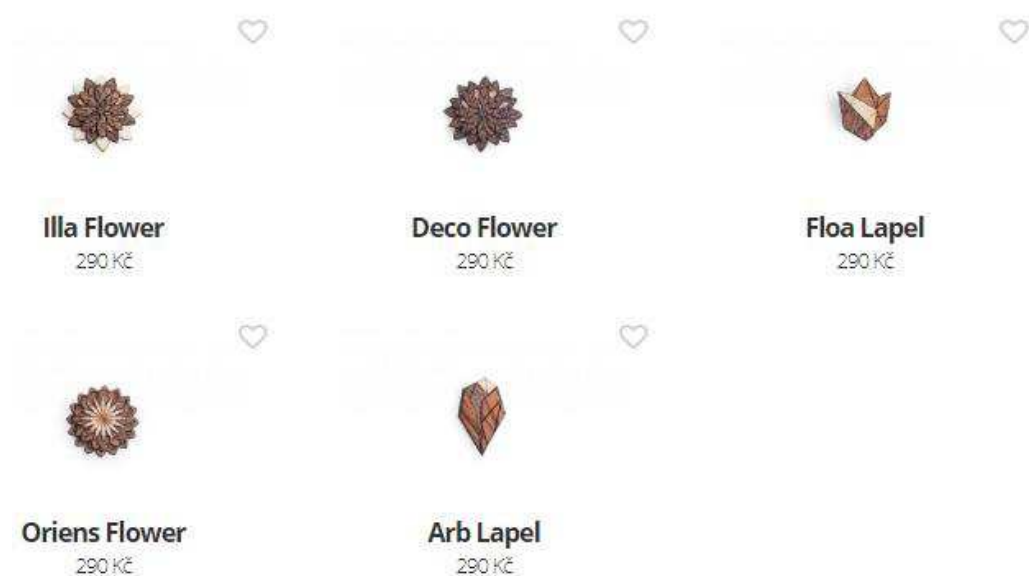 Illa Flower
290 Kč
Deco Flower
290 Kč
Floa Lapel
290 Kč
Oriens Flower
290 Kč
Arb Lapel
290 Kč